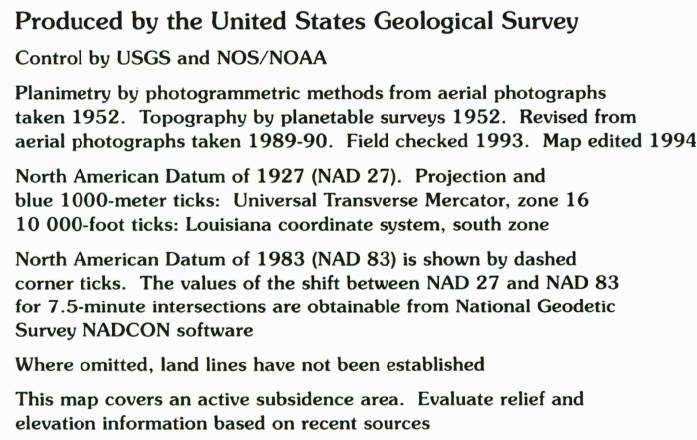 Produced by the United States Geological Survey
Control by USGS and NOS/NOAA
Planimetry by photogrammetric methods from aerial photographs
taken 1952. Topography by planetable surveys 1952. Revised from
aerial photographs taken 1989-90. Field checked 1993. Map edited 1994
North American Datum of 1927 (NAD 27). Projection and
blue 1000-meter ticks: Universal Transverse Mercator, zone 16
10 000-foot ticks: Louisiana coordinate system, south zone
North American Datum of 1983 (NAD 83) is shown by dashed
corner ticks. The values of the shift between NAD 27 and NAD 83
for 7.5-minute intersections are obtainable from National Geodetic
Survey NADCON software
Where omitted, land lines have not been established
This map covers an active subsidence area. Evaluate relief and
elevation information based on recent sources